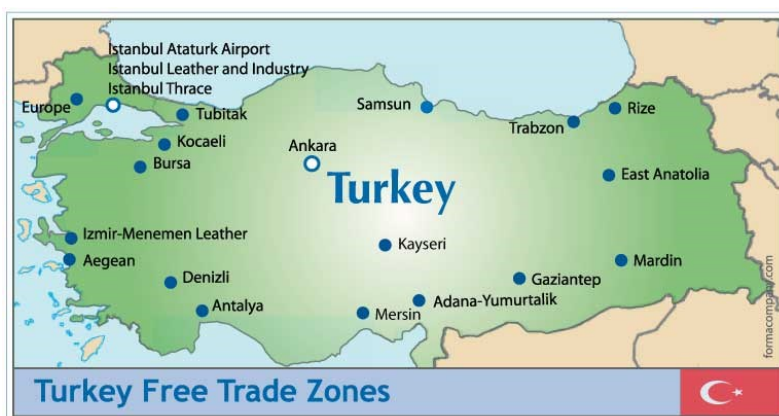 Istanbul Ataturk Airport
Istanbul Leather and Industry
Istanbul Thrace
Europe
Tubitak
Samsun
Rize
Trabzon
Kocaeli
Ankara
Bursa
Turkey
East Anatolia
Izmir-Menemen Leather
Kayseri
Aegean
Mardin
Denizli
Gaziantep
Antalya
Mersin
Adana-Yumurtalik
formacompany.com
Turkey Free Trade Zones